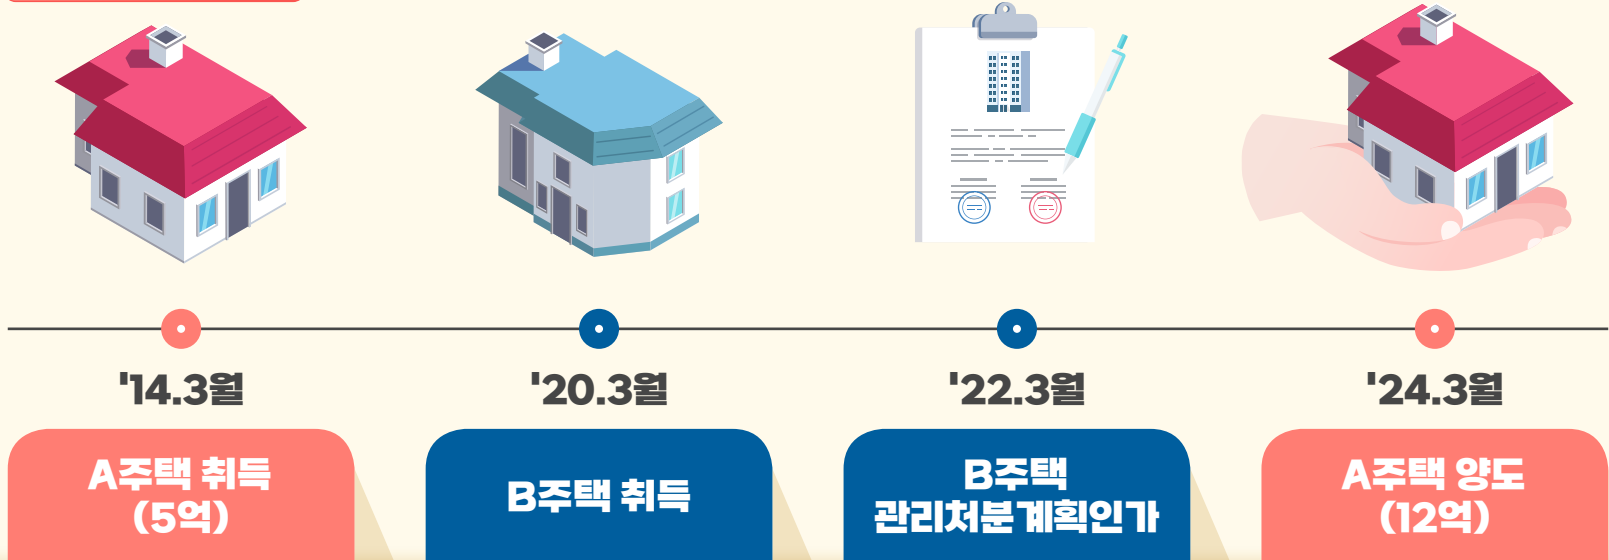 '14.3월
'20.3월
'22.3월
'24.3월
A주택 취득
(5억)
B주택 취득
B주택
관리처분계획인가
A주택 양도
(12억)